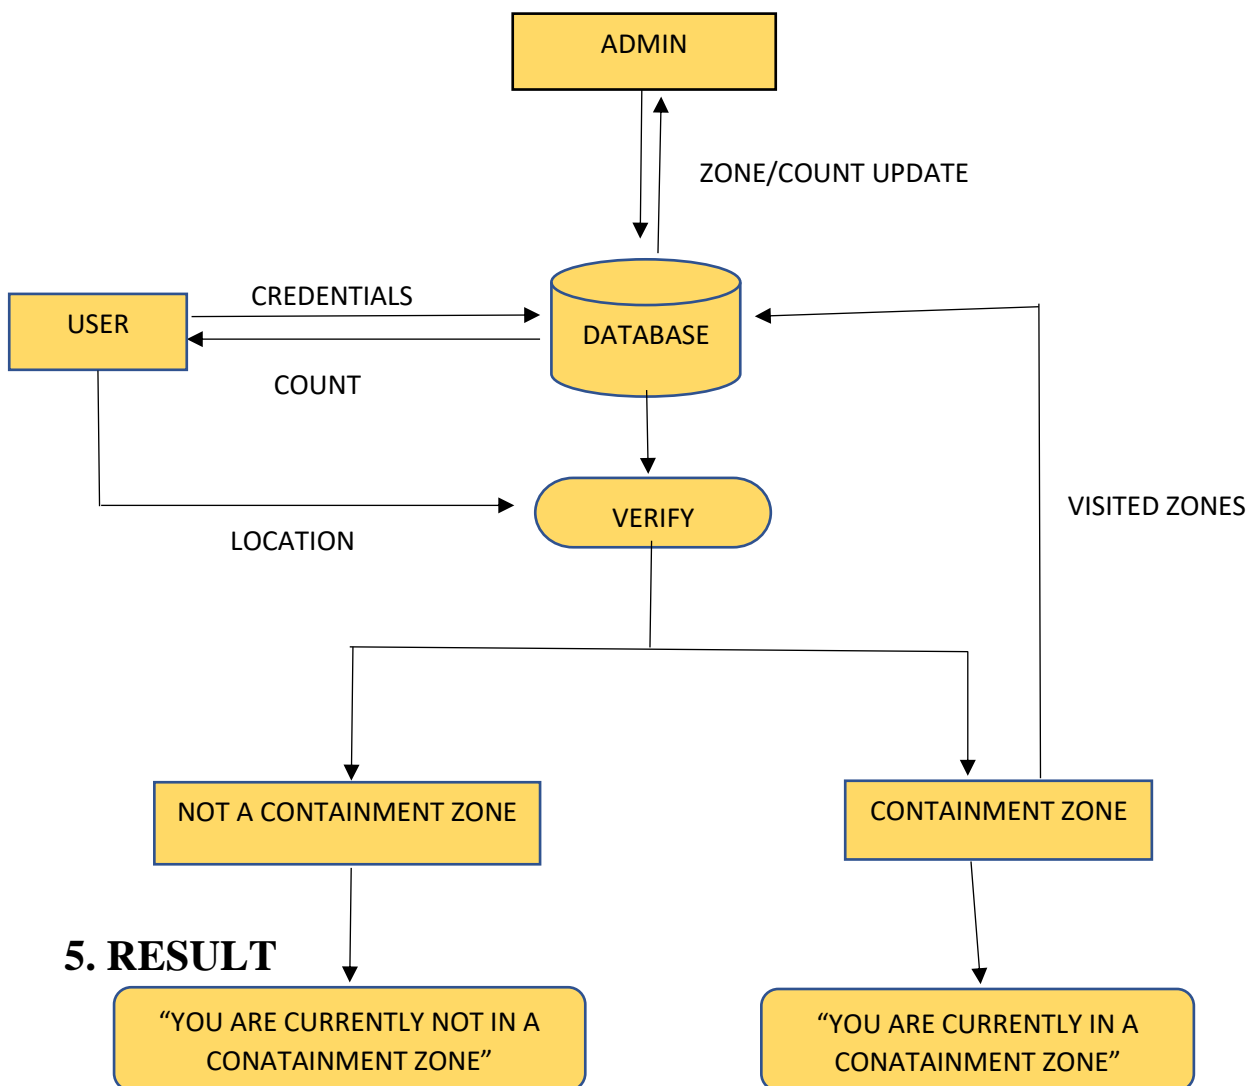 ADMIN
ZONE/COUNT UPDATE
CREDENTIALS
USER
DATABASE
COUNT
VISITED ZONES
VERIFY
LOCATION
NOT A CONTAINMENT ZONE
CONTAINMENT ZONE
5. RESULT
“YOU ARE CURRENTLY NOT IN A
CONATAINMENT ZONE”
“YOU ARE CURRENTLY IN A
CONATAINMENT ZONE”